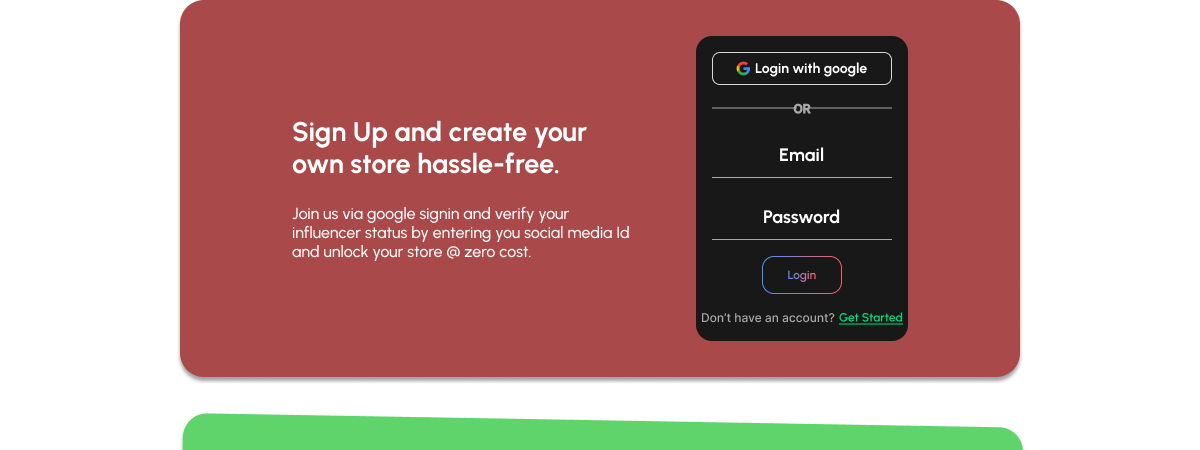 Sign Up and create your
own store hassle-free.
Join us via google signin and verify your
influencer status by entering you social media Id
and unlock your store @ zero cost.
Login with google
OR
Email
Password
Login
Don't have an account? Get Started